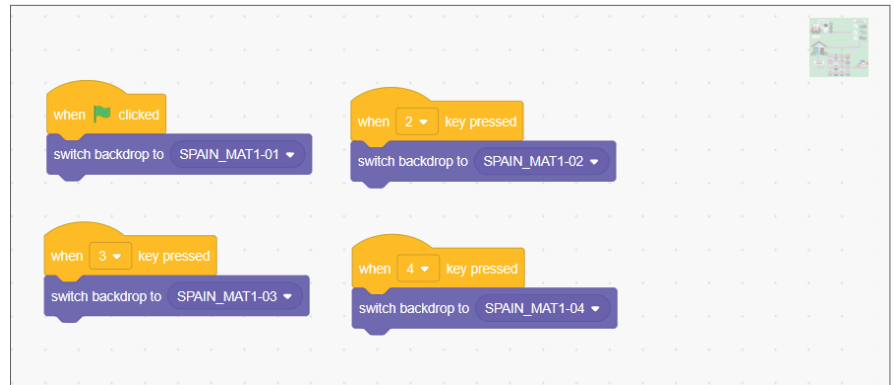 when clicked
switch backdrop to SPAIN_MAT1-01
when 2 key pressed
switch backdrop to SPAIN_MAT1-02
when 3 key pressed
switch backdrop to SPAIN_MAT1-03
when 4 key pressed
switch backdrop to SPAIN_MAT1-04